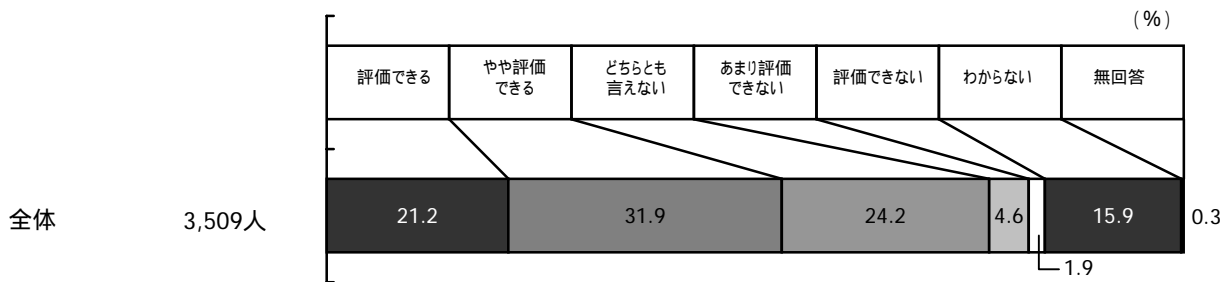 (%)
評価できる
やや評価
できる
どちらとも
言えない
あまり評価
できない
評価できない
わからない
無回答
全体 3,509人 21.2 31.9 24.2 4.6 15.9 0.3
1.9